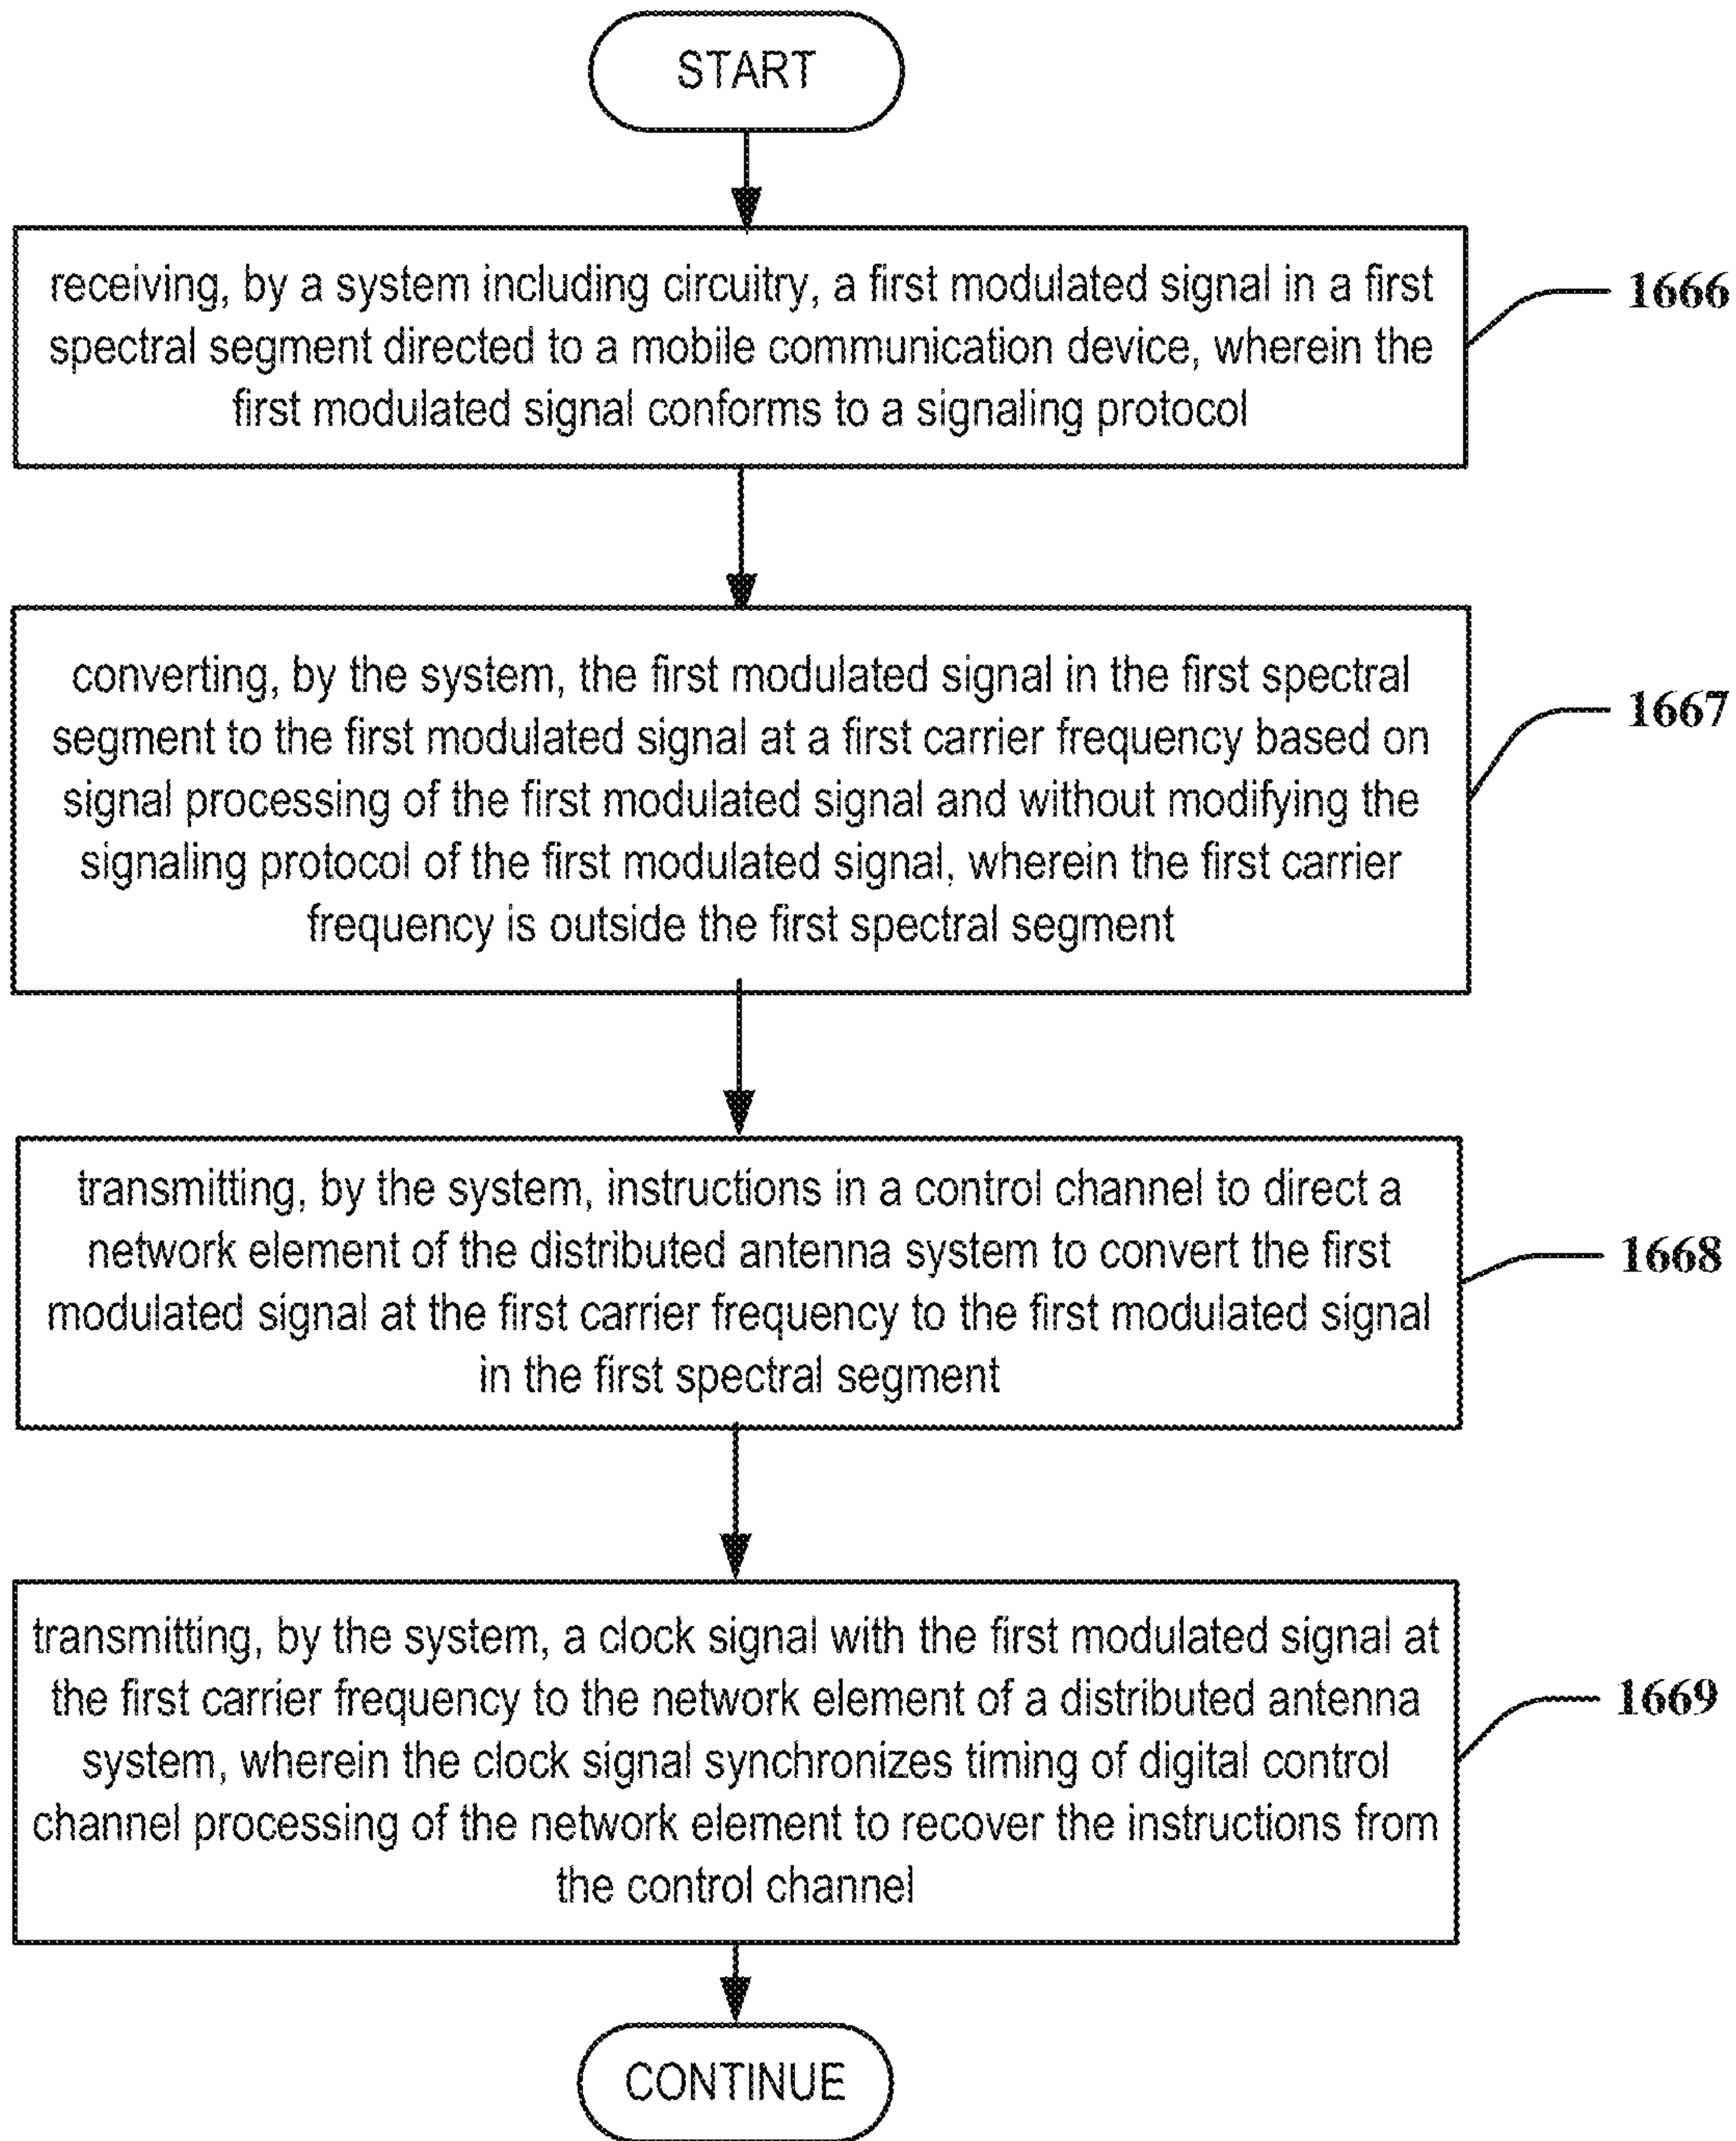 START
receiving, by a system including circuitry, a first modulated signal in a first
spectral segment directed to a mobile communication device, wherein the
first modulated signal conforms to a signaling protocol
1666
converting, by the system, the first modulated signal in the first spectral
segment to the first modulated signal at a first carrier frequency based on
signal processing of the first modulated signal and without modifying the
signaling protocol of the first modulated signal, wherein the first carrier
frequency is outside the first spectral segment
1667
transmitting, by the system, instructions in a control channel to direct a
network element of the distributed antenna system to convert the first
modulated signal at the first carrier frequency to the first modulated signal
in the first spectral segment
1668
transmitting, by the system, a clock signal with the first modulated signal at
the first carrier frequency to the network element of a distributed antenna
system, wherein the clock signal synchronizes timing of digital control
channel processing of the network element to recover the instructions from
the control channel
1669
CONTINUE